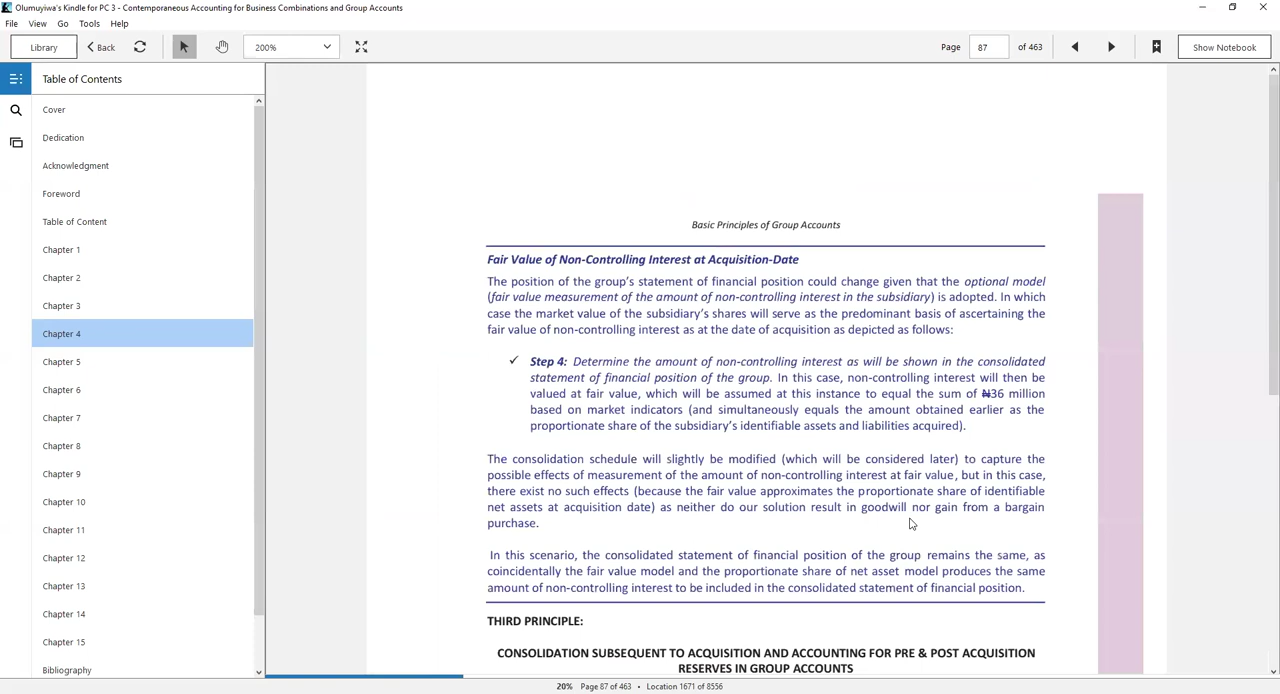 Olumuyiwa's Kindle for PC 3 - Contemporaneous Accounting for Business Combinations and Group Accounts
File View Go Tools Help
Library Back 200% Page 87 of 463 Show Notebook
Table of Contents
Cover
Dedication
Acknowledgment
Foreword
Table of Content
Chapter 1
Chapter 2
Chapter 3
Chapter 4
Chapter 5
Chapter 6
Chapter 7
Chapter 8
Chapter 9
Chapter 10
Chapter 11
Chapter 12
Chapter 13
Chapter 14
Chapter 15
Bibliography
Basic Principles of Group Accounts
Fair Value of Non-Controlling Interest at Acquisition-Date
The position of the group's statement of financial position could change given that the optional model
(fair value measurement of the amount of non-controlling interest in the subsidiary) is adopted. In which
case the market value of the subsidiary's shares will serve as the predominant basis of ascertaining the
fair value of non-controlling interest as at the date of acquisition as depicted as follows:
✓ Step 4: Determine the amount of non-controlling interest as will be shown in the consolidated
statement of financial position of the group. In this case, non-controlling interest will then be
valued at fair value, which will be assumed at this instance to equal the sum of ₦36 million
based on market indicators (and simultaneously equals the amount obtained earlier as the
proportionate share of the subsidiary's identifiable assets and liabilities acquired).
The consolidation schedule will slightly be modified (which will be considered later) to capture the
possible effects of measurement of the amount of non-controlling interest at fair value, but in this case,
there exist no such effects (because the fair value approximates the proportionate share of identifiable
net assets at acquisition date) as neither do our solution result in goodwill nor gain from a bargain
purchase.
In this scenario, the consolidated statement of financial position of the group remains the same, as
coincidentally the fair value model and the proportionate share of net asset model produces the same
amount of non-controlling interest to be included in the consolidated statement of financial position.
THIRD PRINCIPLE:
CONSOLIDATION SUBSEQUENT TO ACQUISITION AND ACCOUNTING FOR PRE & POST ACQUISITION
RESERVES IN GROUP ACCOUNTS
20% Page 87 of 463 • Location 1671 of 8556